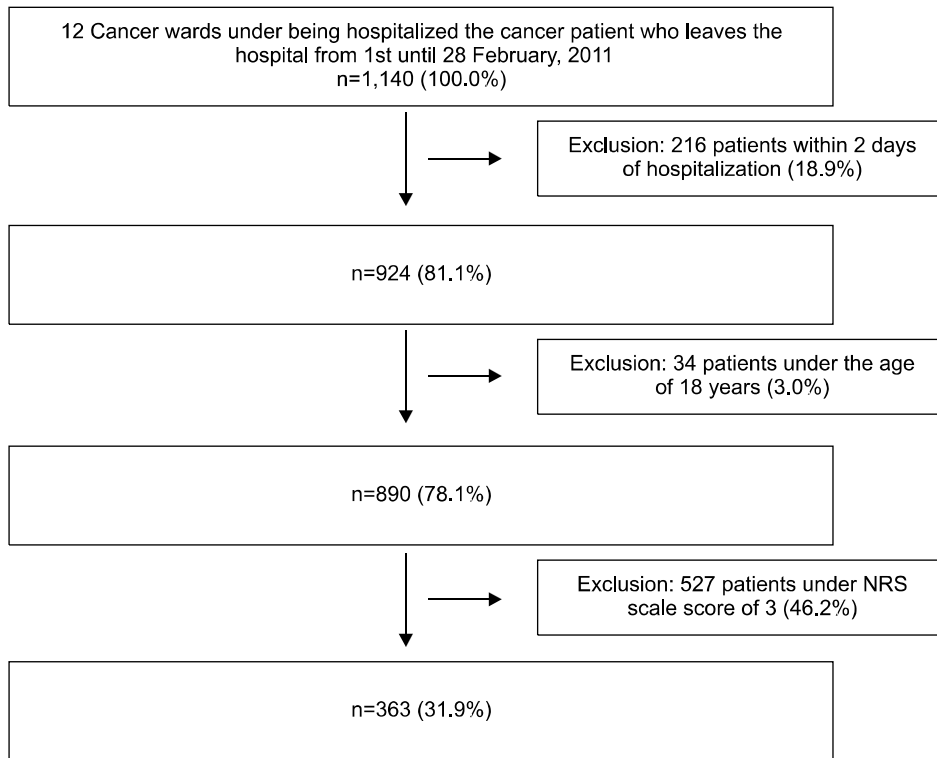 12 Cancer wards under being hospitalized the cancer patient who leaves the
hospital from 1st until 28 February, 2011
n=1,140 (100.0%)
Exclusion: 216 patients within 2 days
of hospitalization (18.9%)
n=924 (81.1%)
Exclusion: 34 patients under the age
of 18 years (3.0%)
n=890 (78.1%)
Exclusion: 527 patients under NRS
scale score of 3 (46.2%)
n=363 (31.9%)